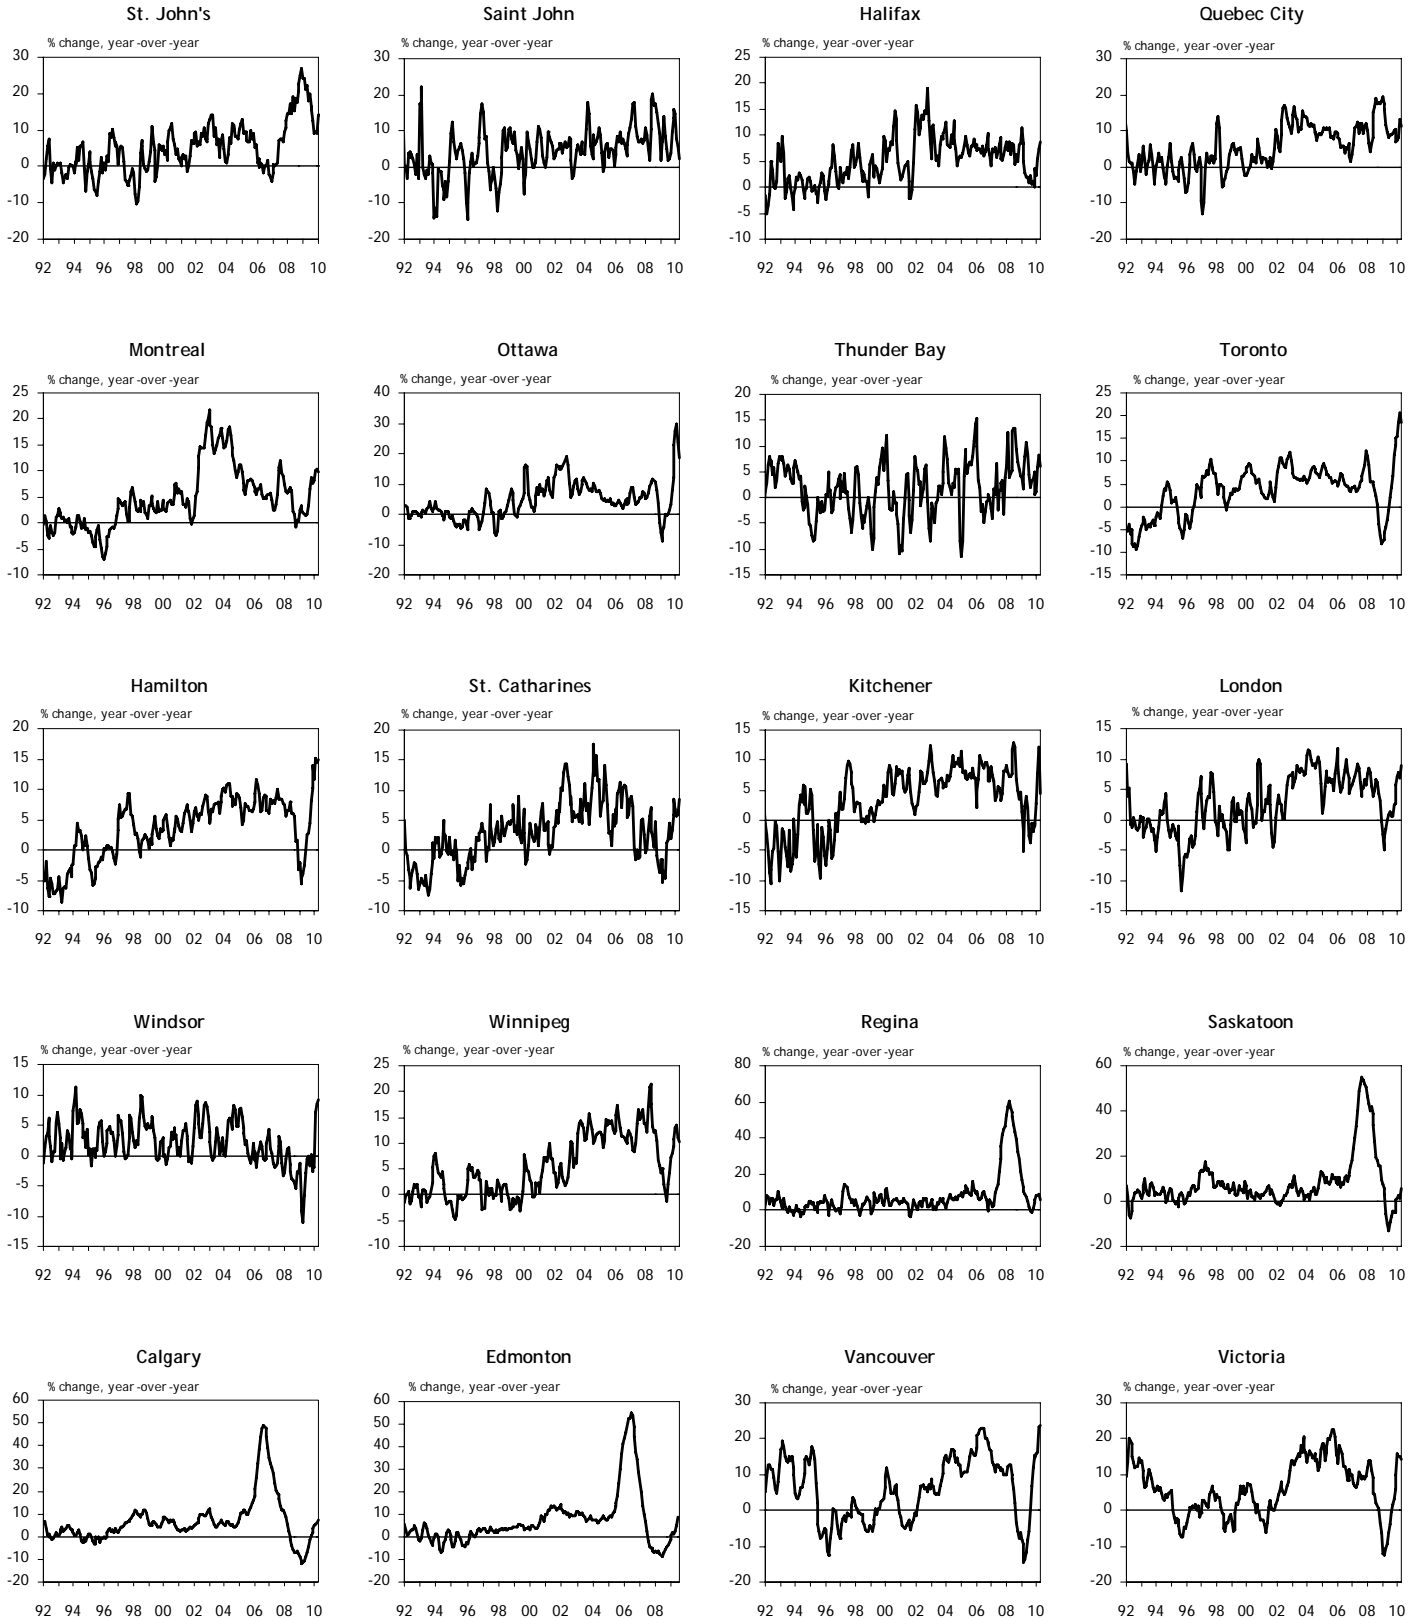 St. John's
% change, year-over-year
30
20
10
0
-10
-20
92 94 96 98 00 02 04 06 08 10
Saint John
% change, year-over-year
30
20
10
0
-10
-20
92 94 96 98 00 02 04 06 08 10
Halifax
% change, year-over-year
25
20
15
10
5
0
-5
-10
92 94 96 98 00 02 04 06 08 10
Quebec City
% change, year-over-year
30
20
10
0
-10
-20
92 94 96 98 00 02 04 06 08 10
Montreal
% change, year-over-year
25
20
15
10
5
0
-5
-10
92 94 96 98 00 02 04 06 08 10
Ottawa
% change, year-over-year
40
30
20
10
0
-10
-20
92 94 96 98 00 02 04 06 08 10
Thunder Bay
% change, year-over-year
20
15
10
5
0
-5
-10
-15
92 94 96 98 00 02 04 06 08 10
Toronto
% change, year-over-year
25
20
15
10
5
0
-5
-10
-15
92 94 96 98 00 02 04 06 08 10
Hamilton
% change, year-over-year
20
15
10
5
0
-5
-10
92 94 96 98 00 02 04 06 08 10
St. Catharines
% change, year-over-year
20
15
10
5
0
-5
-10
92 94 96 98 00 02 04 06 08 10
Kitchener
% change, year-over-year
15
10
5
0
-5
-10
-15
92 94 96 98 00 02 04 06 08 10
London
% change, year-over-year
15
10
5
0
-5
-10
-15
92 94 96 98 00 02 04 06 08 10
Windsor
% change, year-over-year
15
10
5
0
-5
-10
-15
92 94 96 98 00 02 04 06 08 10
Winnipeg
% change, year-over-year
25
20
15
10
5
0
-5
-10
92 94 96 98 00 02 04 06 08 10
Regina
% change, year-over-year
80
60
40
20
0
-20
92 94 96 98 00 02 04 06 08 10
Saskatoon
% change, year-over-year
60
40
20
0
-20
92 94 96 98 00 02 04 06 08 10
Calgary
% change, year-over-year
60
50
40
30
20
10
0
-10
-20
92 94 96 98 00 02 04 06 08 10
Edmonton
% change, year-over-year
60
50
40
30
20
10
0
-10
-20
92 94 96 98 00 02 04 06 08
Vancouver
% change, year-over-year
30
20
10
0
-10
-20
92 94 96 98 00 02 04 06 08 10
Victoria
% change, year-over-year
30
20
10
0
-10
-20
92 94 96 98 00 02 04 06 08 10